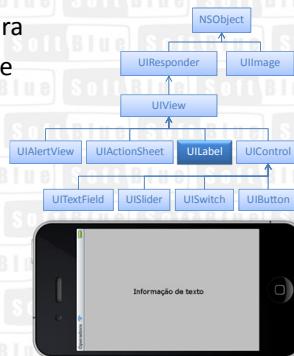 ra
e
NSObject
UIResponder
UIImage
UIView
UIAlertView
UIActionSheet
UILabel
UIControl
UITextField
UISlider
UISwitch
UIButton
Informação de texto